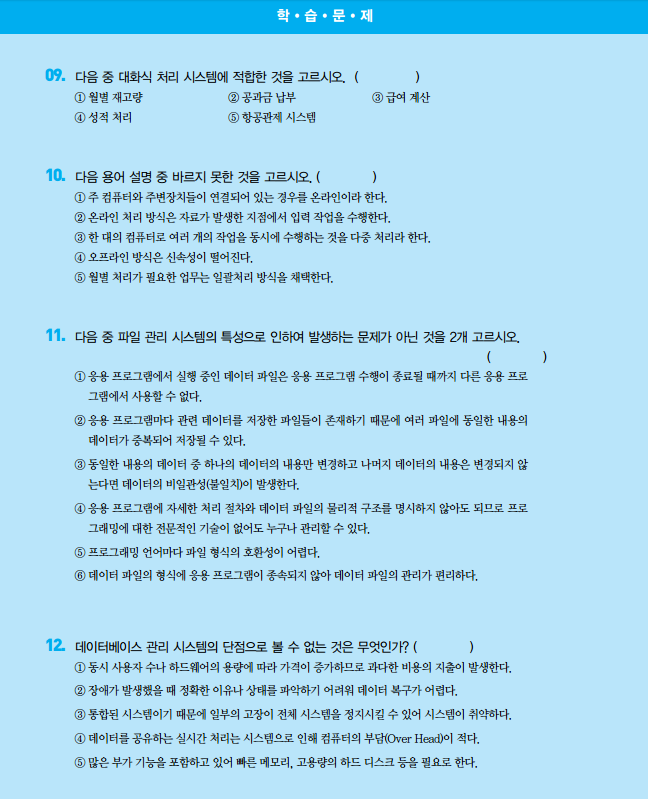 학•습•문•제
09. 다음 중 대화식 처리 시스템에 적합한 것을 고르시오. ( )
① 월별 재고량 ② 공과금 납부 ③ 급여 계산
④ 성적 처리 ⑤ 항공관제 시스템
10. 다음 용어 설명 중 바르지 못한 것을 고르시오. ( )
① 주 컴퓨터와 주변장치들이 연결되어 있는 경우를 온라인이라 한다.
② 온라인 처리 방식은 자료가 발생한 지점에서 입력 작업을 수행한다.
③ 한 대의 컴퓨터로 여러 개의 작업을 동시에 수행하는 것을 다중 처리라 한다.
④ 오프라인 방식은 신속성이 떨어진다.
⑤ 월별 처리가 필요한 업무는 일괄처리 방식을 채택한다.
11. 다음 중 파일 관리 시스템의 특성으로 인하여 발생하는 문제가 아닌 것을 2개 고르시오.
( )
① 응용 프로그램에서 실행 중인 데이터 파일은 응용 프로그램 수행이 종료될 때까지 다른 응용 프로
그램에서 사용할 수 없다.
② 응용 프로그램마다 관련 데이터를 저장한 파일들이 존재하기 때문에 여러 파일에 동일한 내용의
데이터가 중복되어 저장될 수 있다.
③ 동일한 내용의 데이터 중 하나의 데이터의 내용만 변경하고 나머지 데이터의 내용은 변경되지 않
는다면 데이터의 비일관성(불일치)이 발생한다.
④ 응용 프로그램에 자세한 처리 절차와 데이터 파일의 물리적 구조를 명시하지 않아도 되므로 프로
그래밍에 대한 전문적인 기술이 없어도 누구나 관리할 수 있다.
⑤ 프로그래밍 언어마다 파일 형식의 호환성이 어렵다.
⑥ 데이터 파일의 형식에 응용 프로그램이 종속되지 않아 데이터 파일의 관리가 편리하다.
12. 데이터베이스 관리 시스템의 단점으로 볼 수 없는 것은 무엇인가? ( )
① 동시 사용자 수나 하드웨어의 용량에 따라 가격이 증가하므로 과다한 비용의 지출이 발생한다.
② 장애가 발생했을 때 정확한 이유나 상태를 파악하기 어려워 데이터 복구가 어렵다.
③ 통합된 시스템이기 때문에 일부의 고장이 전체 시스템을 정지시킬 수 있어 시스템이 취약하다.
④ 데이터를 공유하는 실시간 처리는 시스템으로 인해 컴퓨터의 부담(Over Head)이 적다.
⑤ 많은 부가 기능을 포함하고 있어 빠른 메모리, 고용량의 하드 디스크 등을 필요로 한다.